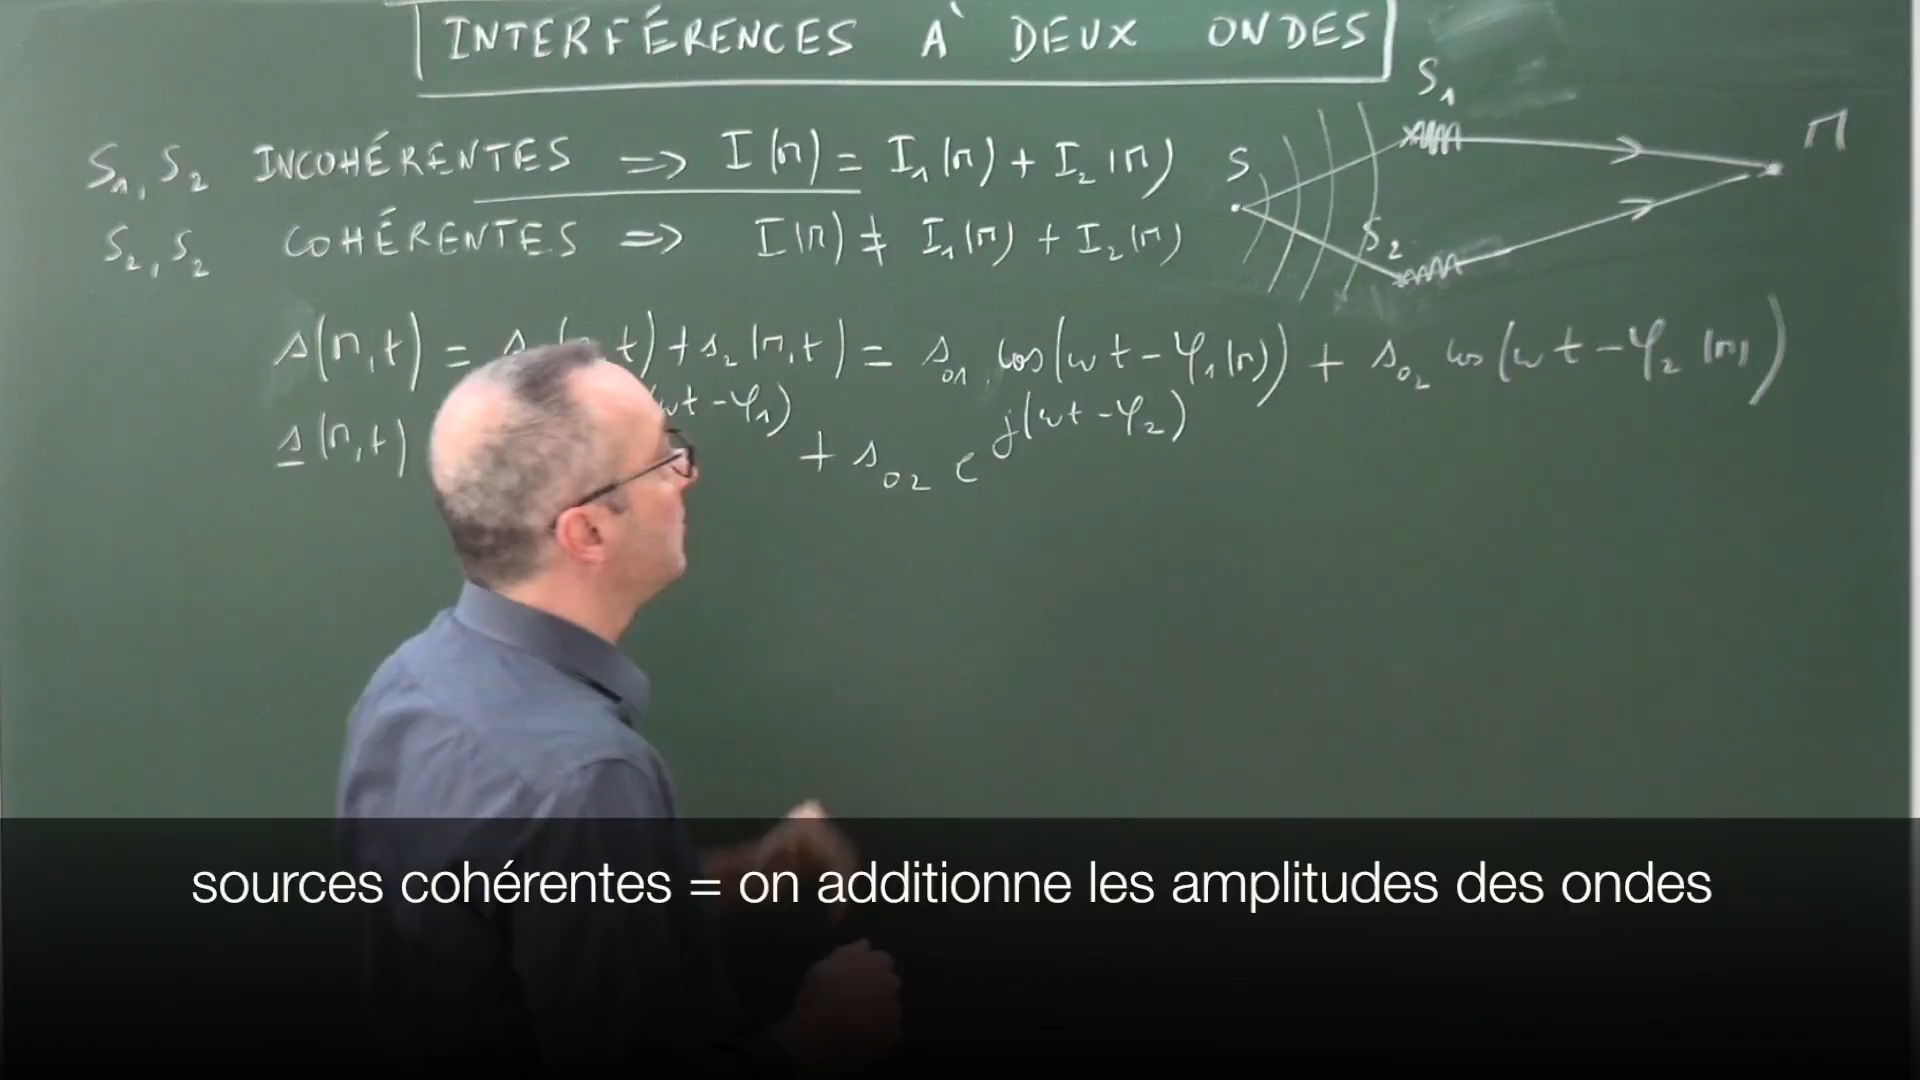 INTERFÉRENCES À DEUX ONDES
S₁, S₂ INCOHÉRENTES => I(M) = I₁(M) + I₂(M)
S₂, S₂ COHÉRENTES => I(M) ≠ I₁(M) + I₂(M)
S
S₁
S₂
M
s(M,t) = s t) + s₂(M,t) = s₀₁ cos(ωt - φ₁(M)) + s₀₂ cos(ωt - φ₂(M))
s(M,t) (ωt - φ₁) + s₀₂ e^j(ωt - φ₂)
sources cohérentes = on additionne les amplitudes des ondes